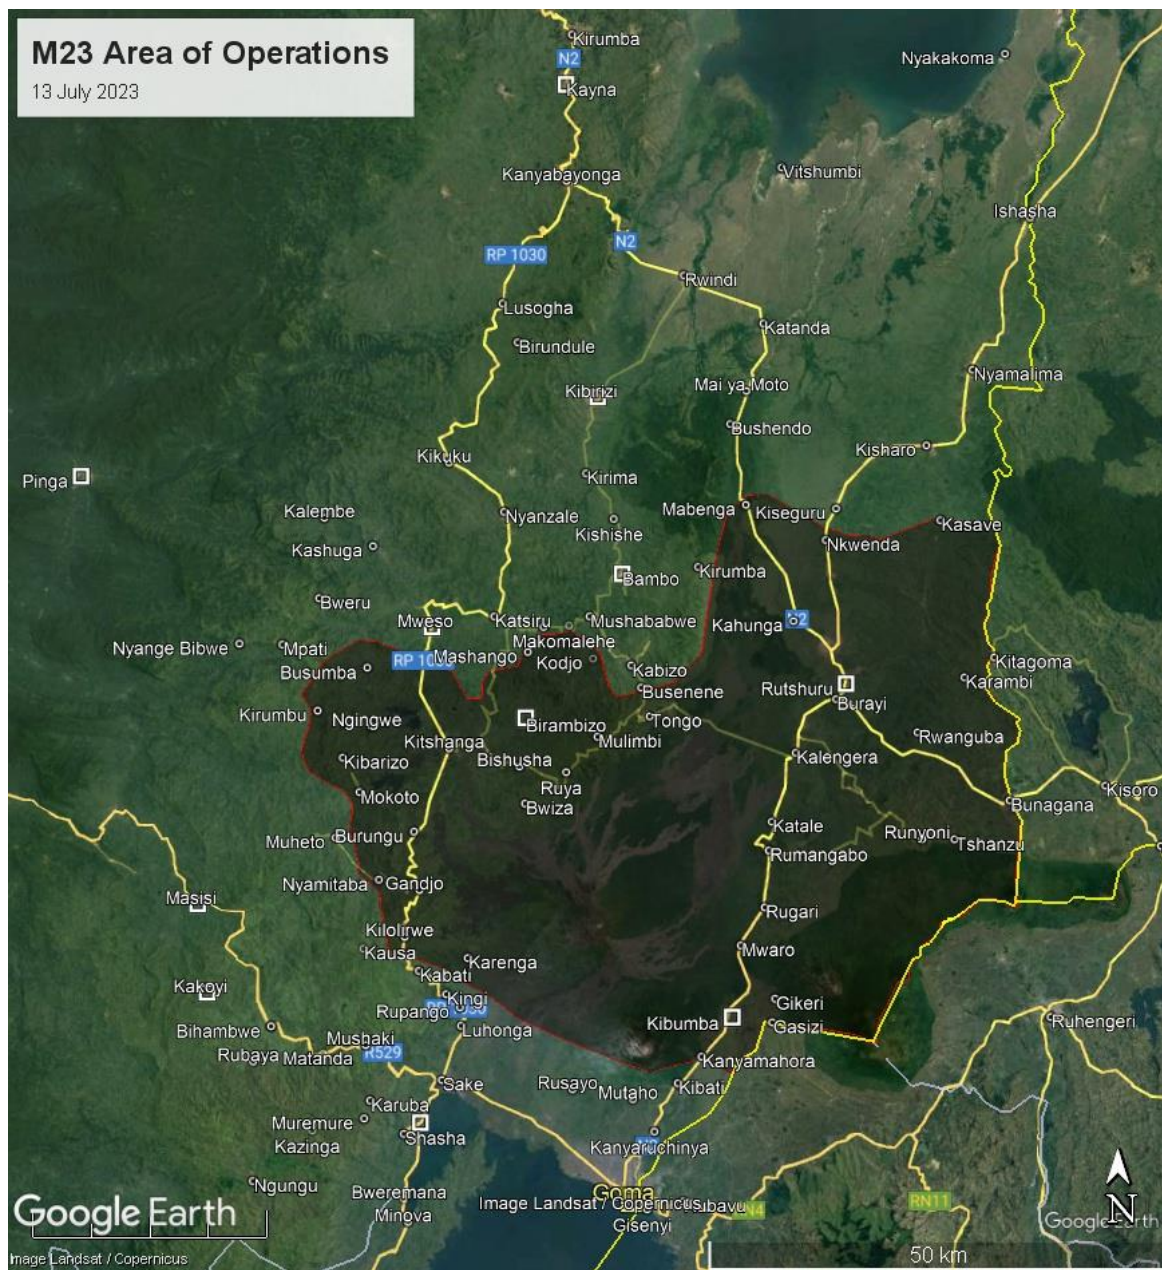 M23 Area of Operations
13 July 2023
Kirumba
N2
Nyakakoma
Kayna
Kanyabayonga
Vitshumbi
Ishasha
N2
RP 1030
Rwindi
Lusogha
Katanda
Birundule
Nyamalima
Mai ya Moto
Kibirizi
Bushendo
Kisharo
Kikuku
Pinga
Kirima
Kalembe
Nyanzale
Mabenga
Kiseguru
Kasave
Kishishe
Kashuga
Nkwenda
Bambo
Kirumba
Bweru
Mweso
Katsiru
Mushababwe
Kahunga
N2
Makomalehe
Nyange Bibwe
Mpati
RP 1030
Mashango
Kodjo
Kabizo
Kitagoma
Busumba
Karambi
Busenene
Rutshuru
Burayi
Kirumbu
Ngingwe
Birambizo
Tongo
Rwanguba
Kitshanga
Mulimbi
Kalengera
Kibarizo
Bishusha
Ruya
Kisoro
Mokoto
Bwiza
Bunagana
Katale
Muheto
Burungu
Runyoni
Tshanzu
Rumangabo
Nyamitaba
Gandjo
Masisi
Rugari
Kilolirwe
Kausa
Mwaro
Karenga
Kabati
Kakoyi
Kingi
Gikeri
Rupango
Kibumba
Gasizi
Ruhengeri
Bihambwe
Luhonga
Mushaki
Rubaya
Matanda
R529
Kanyamahora
Sake
Rusayo
Mutaho
Kibati
Karuba
Muremure
Shasha
Kazinga
N2
Kanyaruchinya
Ngungu
Bweremana
Goma
Minova
Image Landsat / Copernicus
Gisenyi
RN11
N
Google Earth
Google Earth
Image Landsat / Copernicus
50 km